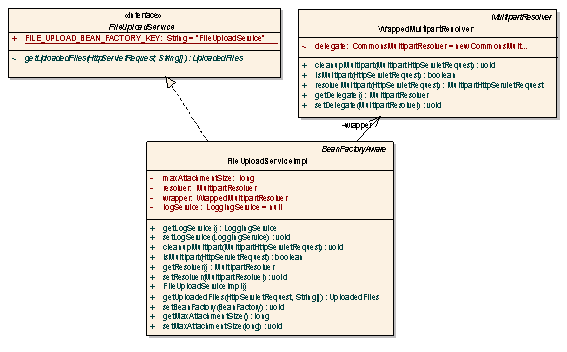 «interface»
FileUploadService
+ FILE_UPLOAD_BEAN_FACTORY_KEY: String = "FileUploadService"
~ getUploadedFiles(HttpServletRequest, String[]) : UploadedFiles
MultipartResolver
WrappedMultipartResolver
~ delegate: CommonsMultipartResolver = new CommonsMulti...
+ cleanupMultipart(MultipartHttpServletRequest) : void
+ isMultipart(HttpServletRequest) : boolean
+ resolveMultipart(HttpServletRequest) : MultipartHttpServletRequest
+ getDelegate() : MultipartResolver
+ setDelegate(MultipartResolver) : void
-wrapper
BeanFactoryAware
FileUploadServiceImpl
- maxAttachmentSize: long
- resolver: MultipartResolver
- wrapper: WrappedMultipartResolver
- logService: LoggingService = null
+ getLogService() : LoggingService
+ setLogService(LoggingService) : void
+ cleanupMultipart(MultipartHttpServletRequest) : void
+ isMultipart(HttpServletRequest) : boolean
+ getResolver() : MultipartResolver
+ setResolver(MultipartResolver) : void
+ FileUploadServiceImpl()
+ getUploadedFiles(HttpServletRequest, String[]) : UploadedFiles
+ setBeanFactory(BeanFactory) : void
+ getMaxAttachmentSize() : long
+ setMaxAttachmentSize(long) : void